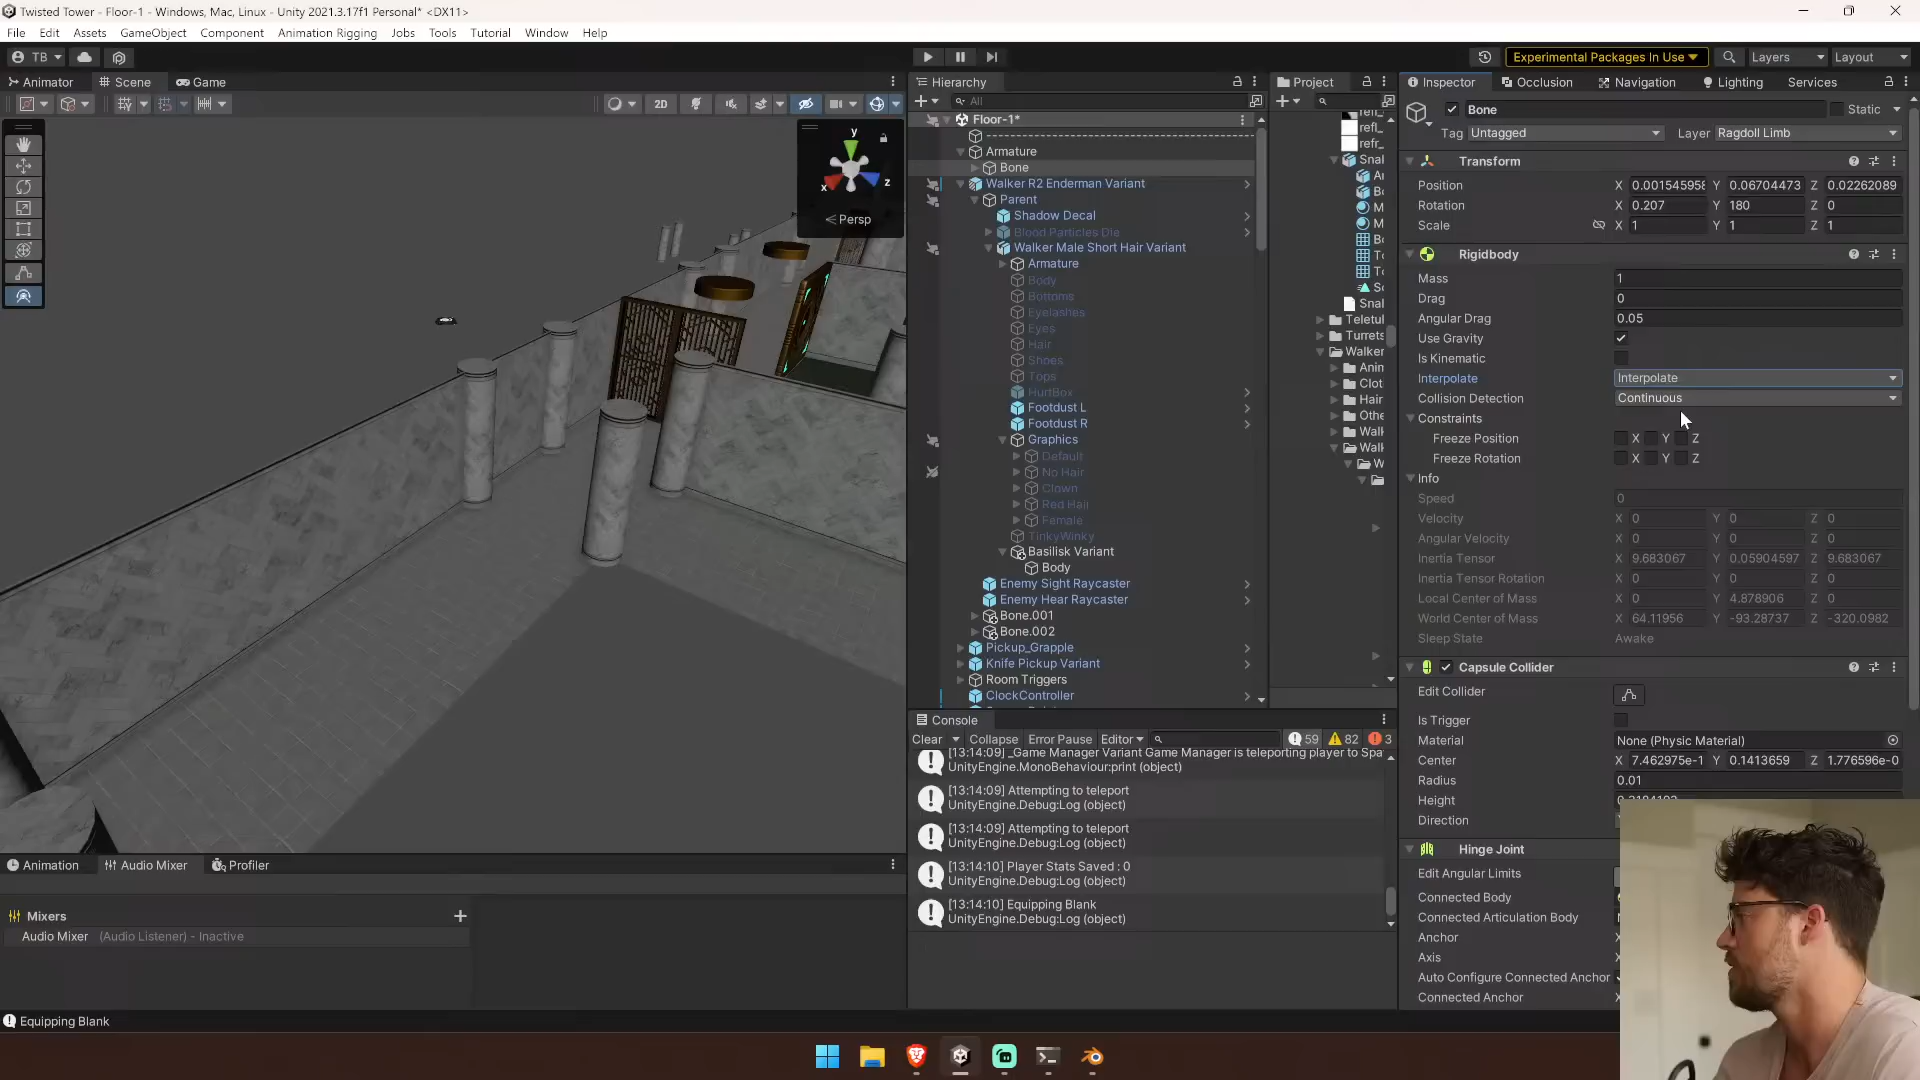 Twisted Tower - Floor-1 - Windows, Mac, Linux - Unity 2021.3.17f1 Personal* <DX11>
File Edit Assets GameObject Component Animation Rigging Jobs Tools Tutorial Window Help
TB Experimental Packages In Use Layers Layout
Animator Scene Game
2D
y
x z
Persp
Hierarchy
All
Floor-1*
Armature
Bone
Walker R2 Enderman Variant
Parent
Shadow Decal
Blood Particles Die
Walker Male Short Hair Variant
Armature
Body
Bottoms
Eyelashes
Eyes
Hair
Shoes
Tops
HurtBox
Footdust L
Footdust R
Graphics
Default
No Hair
Clown
Red Hair
Female
TinkyWinky
Basilisk Variant
Body
Enemy Sight Raycaster
Enemy Hear Raycaster
Bone.001
Bone.002
Pickup_Grapple
Knife Pickup Variant
Room Triggers
ClockController
Project
refl_
refr_
Snal
Teletul
Turrets
Walker
Anin
Clot
Hair
Othe
Walk
Walk
W
Inspector Occlusion Navigation Lighting Services
Bone Static
Tag Untagged Layer Ragdoll Limb
Transform
Position X 0.001545958 Y 0.06704473 Z 0.02262089
Rotation X 0.207 Y 180 Z 0
Scale X 1 Y 1 Z 1
Rigidbody
Mass 1
Drag 0
Angular Drag 0.05
Use Gravity
Is Kinematic
Interpolate Interpolate
Collision Detection Continuous
Constraints
Freeze Position X Y Z
Freeze Rotation X Y Z
Info
Speed 0
Velocity X 0 Y 0 Z 0
Angular Velocity X 0 Y 0 Z 0
Inertia Tensor X 9.683067 Y 0.05904597 Z 9.683067
Inertia Tensor Rotation X 0 Y 0 Z 0
Local Center of Mass X 0 Y 4.878906 Z 0
World Center of Mass X 64.11956 Y -93.28737 Z -320.0982
Sleep State Awake
Capsule Collider
Edit Collider
Is Trigger
Material None (Physic Material)
Center X 7.462975e-1 Y 0.1413659 Z 1.776596e-0
Radius 0.01
Height
Direction
Hinge Joint
Edit Angular Limits
Connected Body
Connected Articulation Body
Anchor
Axis
Auto Configure Connected Anchor
Connected Anchor
Console
Clear Collapse Error Pause Editor 59 82 3
[13:14:09] _Game Manager Variant Game Manager is teleporting player to Spa
UnityEngine.MonoBehaviour:print (object)
[13:14:09] Attempting to teleport
UnityEngine.Debug:Log (object)
[13:14:09] Attempting to teleport
UnityEngine.Debug:Log (object)
[13:14:10] Player Stats Saved : 0
UnityEngine.Debug:Log (object)
[13:14:10] Equipping Blank
UnityEngine.Debug:Log (object)
Animation Audio Mixer Profiler
Mixers
Audio Mixer (Audio Listener) - Inactive
Equipping Blank